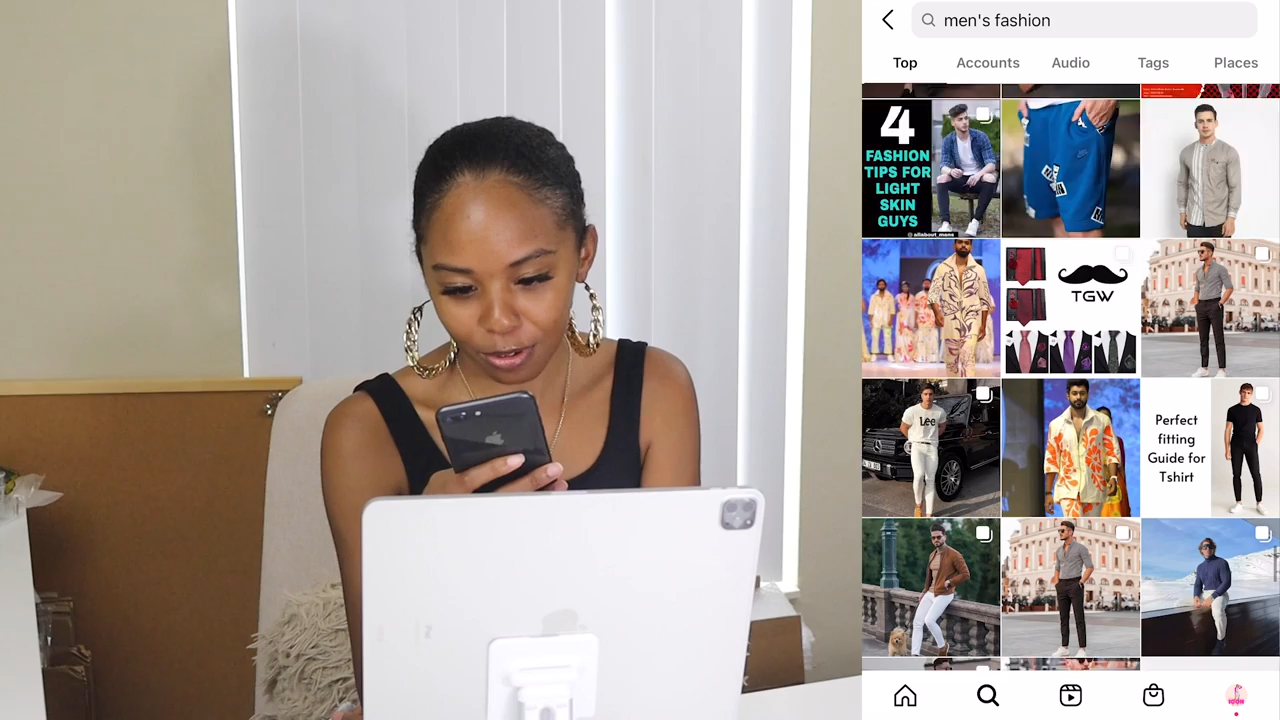 men's fashion
Top
Accounts
Audio
Tags
Places
4
FASHION
TIPS FOR
LIGHT
SKIN
GUYS
@ allabout_mans
TGW
Lee
Perfect
fitting
Guide for
Tshirt